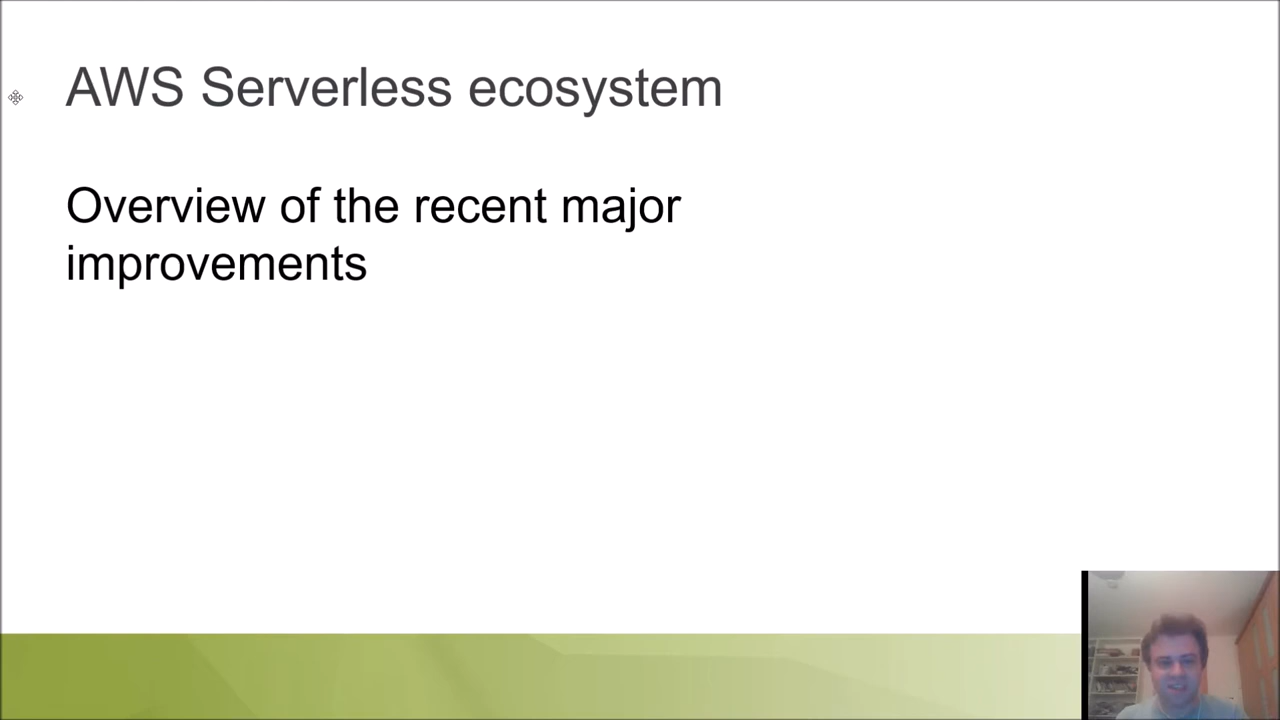 AWS Serverless ecosystem
Overview of the recent major
improvements